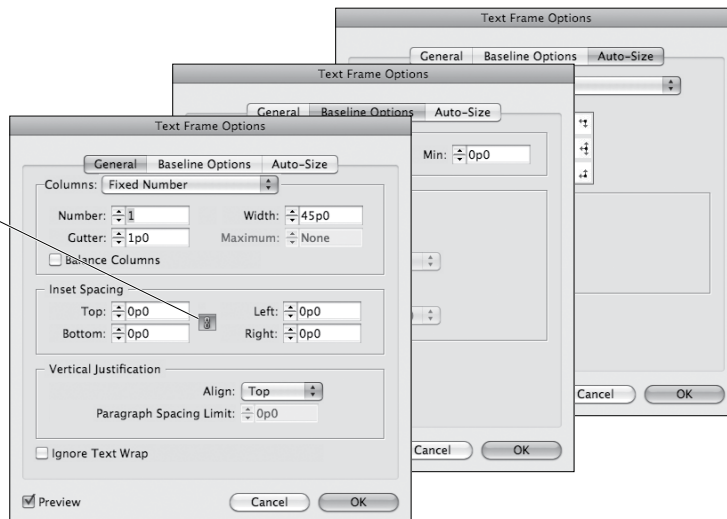 Text Frame Options
General Baseline Options Auto-Size
Cancel OK
Text Frame Options
General Baseline Options Auto-Size
Min: 0p0
Cancel OK
Text Frame Options
General Baseline Options Auto-Size
Columns: Fixed Number
Number: 1 Width: 45p0
Gutter: 1p0 Maximum: None
Balance Columns
Inset Spacing
Top: 0p0 Left: 0p0
Bottom: 0p0 Right: 0p0
Vertical Justification
Align: Top
Paragraph Spacing Limit: 0p0
Ignore Text Wrap
Preview Cancel OK